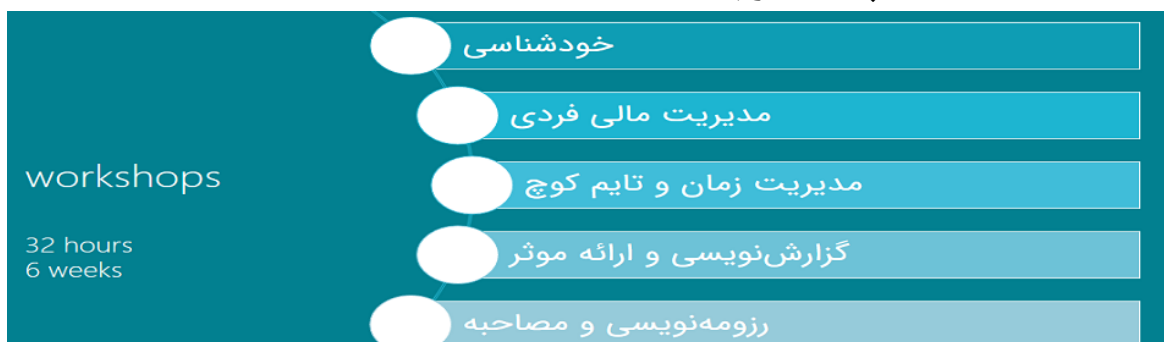 خودشناسی
مدیریت مالی فردی
مدیریت زمان و تایم کوچ
گزارش‌نویسی و ارائه موثر
رزومه‌نویسی و مصاحبه
workshops
32 hours
6 weeks